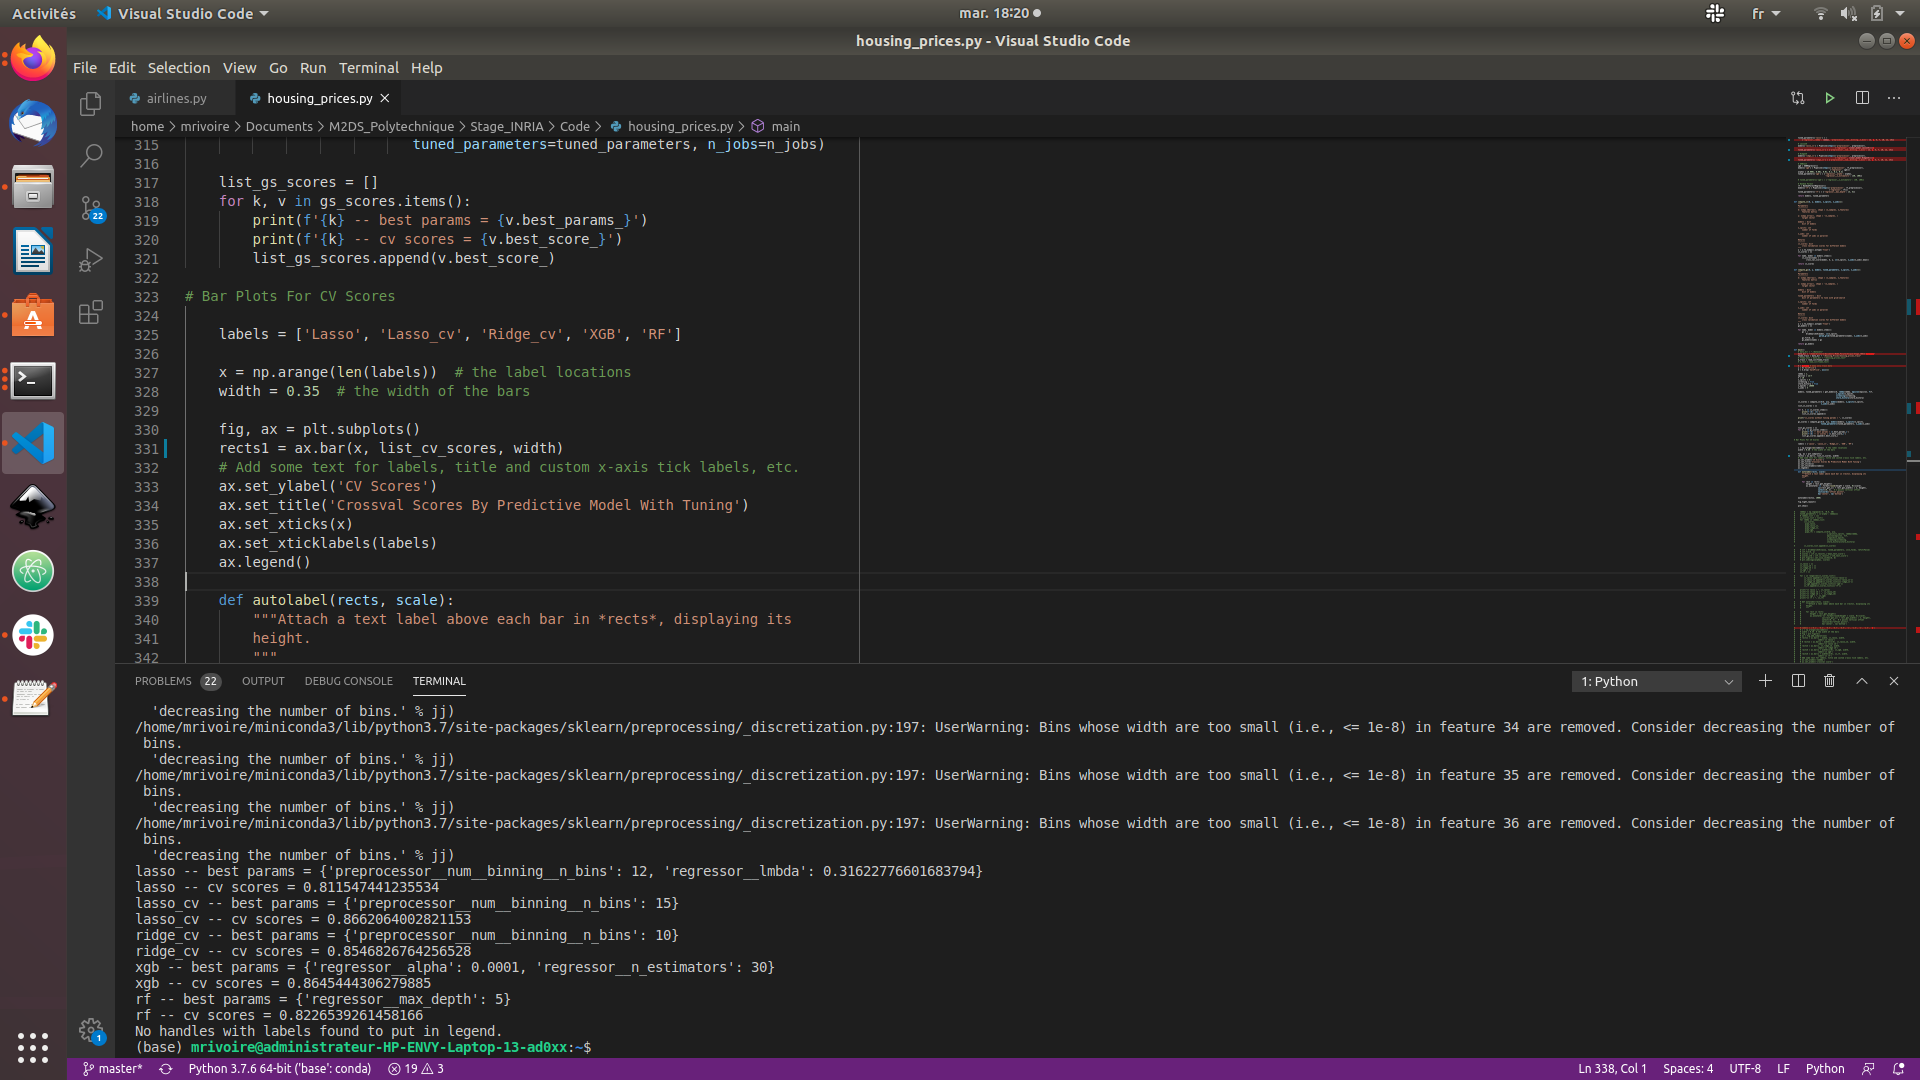 Activités
Visual Studio Code
mar. 18:20
fr
housing_prices.py - Visual Studio Code
File Edit Selection View Go Run Terminal Help
airlines.py
housing_prices.py
home > mrivoire > Documents > M2DS_Polytechnique > Stage_INRIA > Code > housing_prices.py > main
315 tuned_parameters=tuned_parameters, n_jobs=n_jobs)
316
317 list_gs_scores = []
318 for k, v in gs_scores.items():
319 print(f'{k} -- best params = {v.best_params_}')
320 print(f'{k} -- cv scores = {v.best_score_}')
321 list_gs_scores.append(v.best_score_)
322
323 # Bar Plots For CV Scores
324
325 labels = ['Lasso', 'Lasso_cv', 'Ridge_cv', 'XGB', 'RF']
326
327 x = np.arange(len(labels))  # the label locations
328 width = 0.35  # the width of the bars
329
330 fig, ax = plt.subplots()
331 rects1 = ax.bar(x, list_cv_scores, width)
332 # Add some text for labels, title and custom x-axis tick labels, etc.
333 ax.set_ylabel('CV Scores')
334 ax.set_title('Crossval Scores By Predictive Model With Tuning')
335 ax.set_xticks(x)
336 ax.set_xticklabels(labels)
337 ax.legend()
338
339 def autolabel(rects, scale):
340 """Attach a text label above each bar in *rects*, displaying its
341 height.
342 """
22
PROBLEMS 22 OUTPUT DEBUG CONSOLE TERMINAL
1: Python
'decreasing the number of bins.' % jj)
/home/mrivoire/miniconda3/lib/python3.7/site-packages/sklearn/preprocessing/_discretization.py:197: UserWarning: Bins whose width are too small (i.e., <= 1e-8) in feature 34 are removed. Consider decreasing the number of
bins.
'decreasing the number of bins.' % jj)
/home/mrivoire/miniconda3/lib/python3.7/site-packages/sklearn/preprocessing/_discretization.py:197: UserWarning: Bins whose width are too small (i.e., <= 1e-8) in feature 35 are removed. Consider decreasing the number of
bins.
'decreasing the number of bins.' % jj)
/home/mrivoire/miniconda3/lib/python3.7/site-packages/sklearn/preprocessing/_discretization.py:197: UserWarning: Bins whose width are too small (i.e., <= 1e-8) in feature 36 are removed. Consider decreasing the number of
bins.
'decreasing the number of bins.' % jj)
lasso -- best params = {'preprocessor__num__binning__n_bins': 12, 'regressor__lmbda': 0.31622776601683794}
lasso -- cv scores = 0.811547441235534
lasso_cv -- best params = {'preprocessor__num__binning__n_bins': 15}
lasso_cv -- cv scores = 0.8662064002821153
ridge_cv -- best params = {'preprocessor__num__binning__n_bins': 10}
ridge_cv -- cv scores = 0.8546826764256528
xgb -- best params = {'regressor__alpha': 0.0001, 'regressor__n_estimators': 30}
xgb -- cv scores = 0.8645444306279885
rf -- best params = {'regressor__max_depth': 5}
rf -- cv scores = 0.8226539261458166
No handles with labels found to put in legend.
(base) mrivoire@administrateur-HP-ENVY-Laptop-13-ad0xx:~$
1
master* Python 3.7.6 64-bit ('base': conda) 19 3
Ln 338, Col 1 Spaces: 4 UTF-8 LF Python